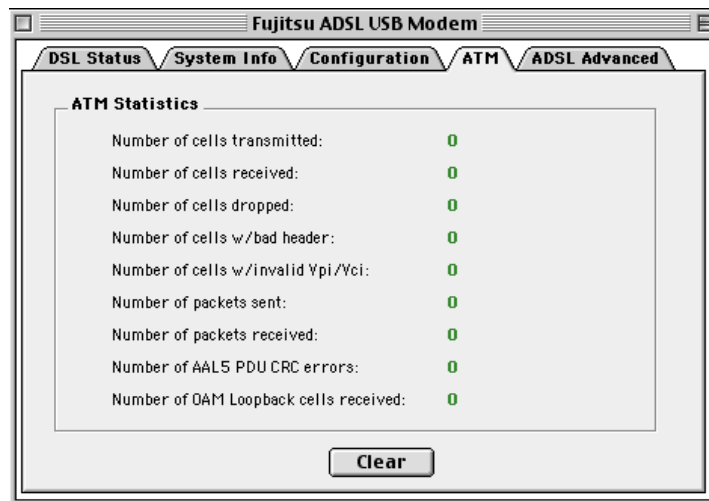 Fujitsu ADSL USB Modem
DSL Status System Info Configuration ATM ADSL Advanced
ATM Statistics
Number of cells transmitted: 0
Number of cells received: 0
Number of cells dropped: 0
Number of cells w/bad header: 0
Number of cells w/invalid Vpi/Vci: 0
Number of packets sent: 0
Number of packets received: 0
Number of AAL5 PDU CRC errors: 0
Number of OAM Loopback cells received: 0
Clear